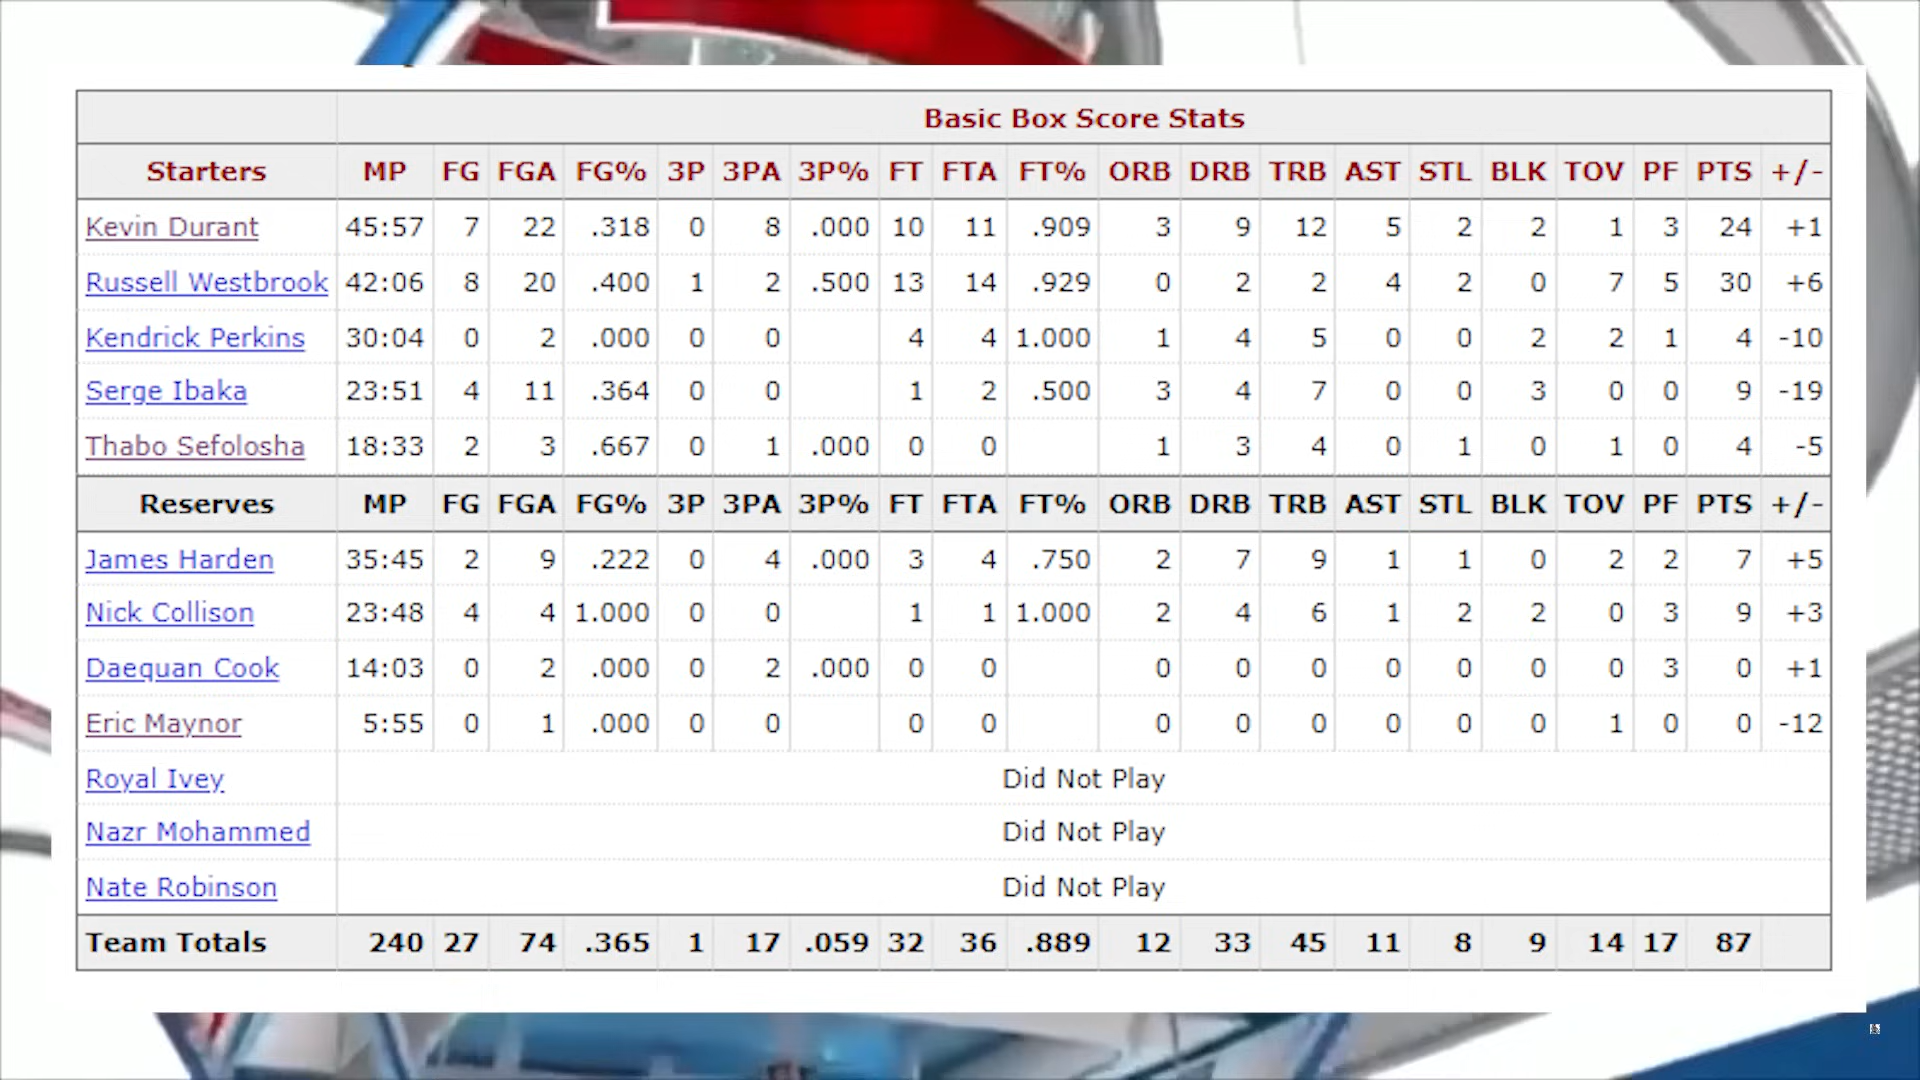 Basic Box Score Stats
Starters MP FG FGA FG% 3P 3PA 3P% FT FTA FT% ORB DRB TRB AST STL BLK TOV PF PTS +/-
Kevin Durant 45:57 7 22 .318 0 8 .000 10 11 .909 3 9 12 5 2 2 1 3 24 +1
Russell Westbrook 42:06 8 20 .400 1 2 .500 13 14 .929 0 2 2 4 2 0 7 5 30 +6
Kendrick Perkins 30:04 0 2 .000 0 0 4 4 1.000 1 4 5 0 0 2 2 1 4 -10
Serge Ibaka 23:51 4 11 .364 0 0 1 2 .500 3 4 7 0 0 3 0 0 9 -19
Thabo Sefolosha 18:33 2 3 .667 0 1 .000 0 0 1 3 4 0 1 0 1 0 4 -5
Reserves MP FG FGA FG% 3P 3PA 3P% FT FTA FT% ORB DRB TRB AST STL BLK TOV PF PTS +/-
James Harden 35:45 2 9 .222 0 4 .000 3 4 .750 2 7 9 1 1 0 2 2 7 +5
Nick Collison 23:48 4 4 1.000 0 0 1 1 1.000 2 4 6 1 2 2 0 3 9 +3
Daequan Cook 14:03 0 2 .000 0 2 .000 0 0 0 0 0 0 0 0 0 3 0 +1
Eric Maynor 5:55 0 1 .000 0 0 0 0 0 0 0 0 0 0 1 0 0 -12
Royal Ivey Did Not Play
Nazr Mohammed Did Not Play
Nate Robinson Did Not Play
Team Totals 240 27 74 .365 1 17 .059 32 36 .889 12 33 45 11 8 9 14 17 87